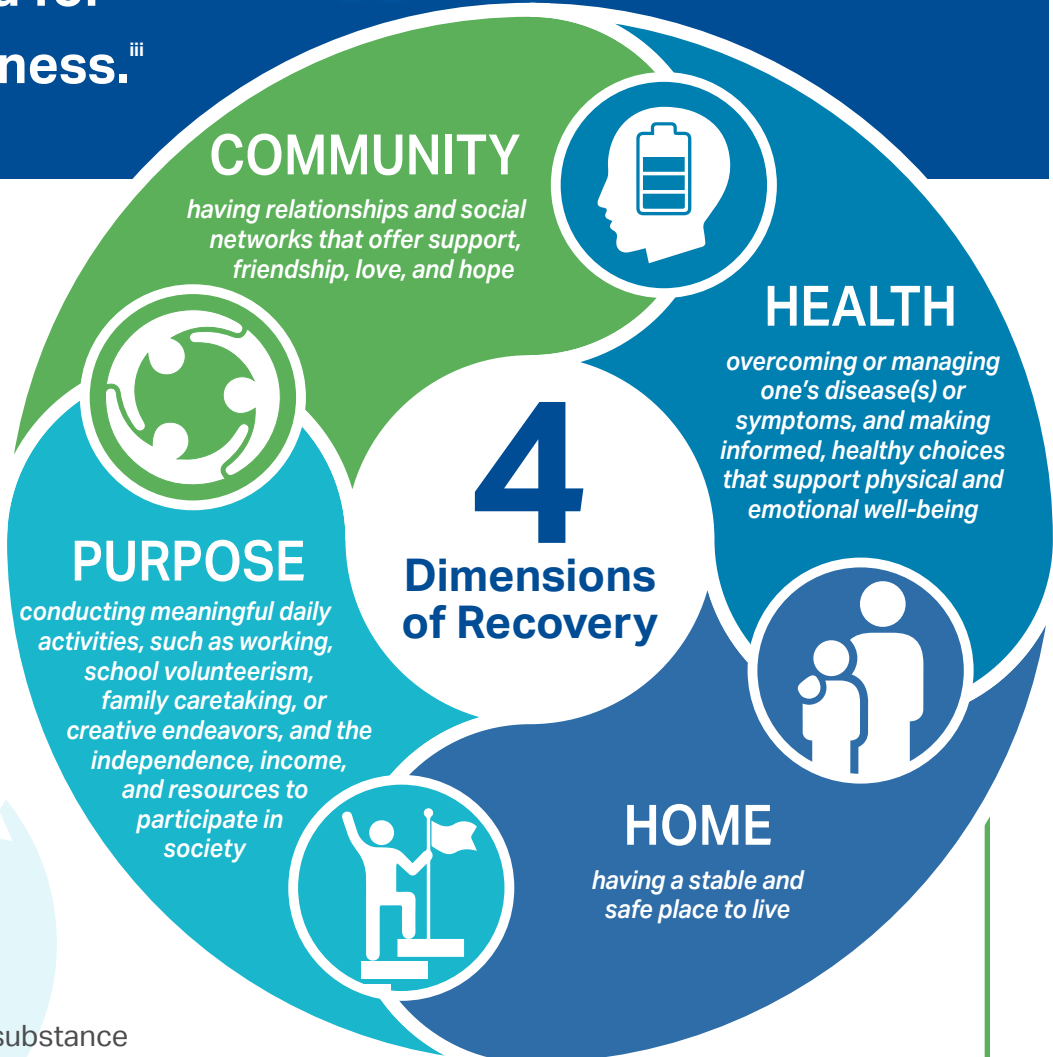 ness.iii
COMMUNITY
having relationships and social
networks that offer support,
friendship, love, and hope
HEALTH
overcoming or managing
one's disease(s) or
symptoms, and making
informed, healthy choices
that support physical and
emotional well-being
4
Dimensions
of Recovery
PURPOSE
conducting meaningful daily
activities, such as working,
school volunteerism,
family caretaking, or
creative endeavors, and the
independence, income,
and resources to
participate in
society
HOME
having a stable and
safe place to live
substance